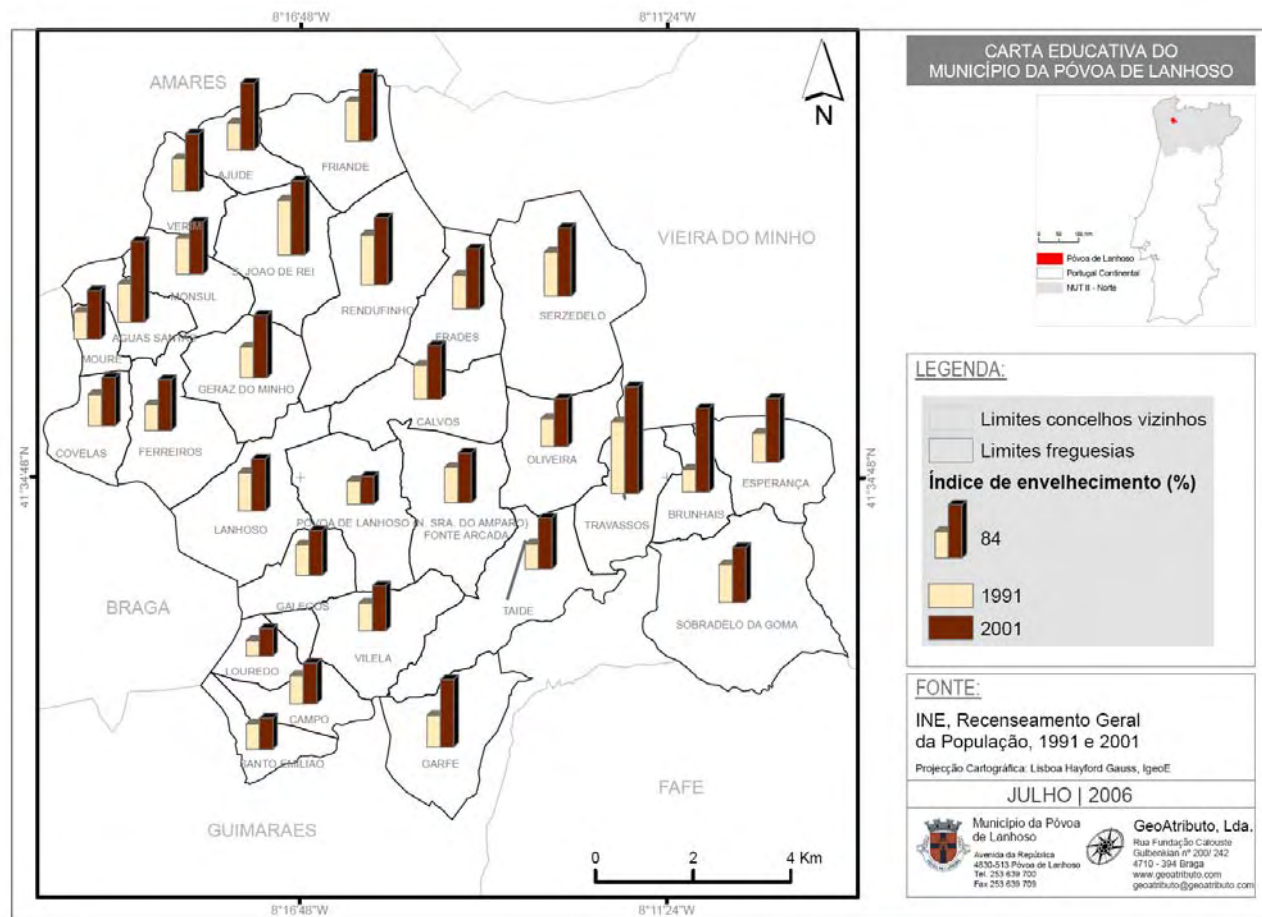 8°16'48"W
8°11'24"W
41°34'48"N
41°34'48"N
AMARES
VIEIRA DO MINHO
BRAGA
GUIMARAES
FAFE
N
FRIANDE
AJUDE
VERIM
S. JOAO DE REI
MONSUL
RENDUFINHO
FRADES
SERZEDELO
AGUAS SANTAS
MOURE
GERAZ DO MINHO
CALVOS
COVELAS
FERREIROS
OLIVEIRA
ESPERANÇA
LANHOSO
POVOA DE LANHOSO (N. SRA. DO AMPARO)
FONTE ARCADA
TRAVASSOS
BRUNHAIS
GALEGOS
TAIDE
SOBRADELO DA GOMA
VILELA
LOUREDO
CAMPO
SANTO EMILIAO
GARFE
0 2 4 Km
8°16'48"W
8°11'24"W
CARTA EDUCATIVA DO
MUNICÍPIO DA PÓVOA DE LANHOSO
Póvoa de Lanhoso
Portugal Continental
NUT II - Norte
LEGENDA:
Limites concelhos vizinhos
Limites freguesias
Índice de envelhecimento (%)
84
1991
2001
FONTE:
INE, Recenseamento Geral
da População, 1991 e 2001
Projecção Cartográfica: Lisboa Hayford Gauss, IgeoE
JULHO | 2006
Município da Póvoa
de Lanhoso
Avenida da República
4830-513 Póvoa de Lanhoso
Tel. 253 639 700
Fax 253 639 709
GeoAtributo, Lda.
Rua Fundação Calouste
Gulbenkian nº 200/ 242
4710 - 394 Braga
www.geoatributo.com
geoatributo@geoatributo.com